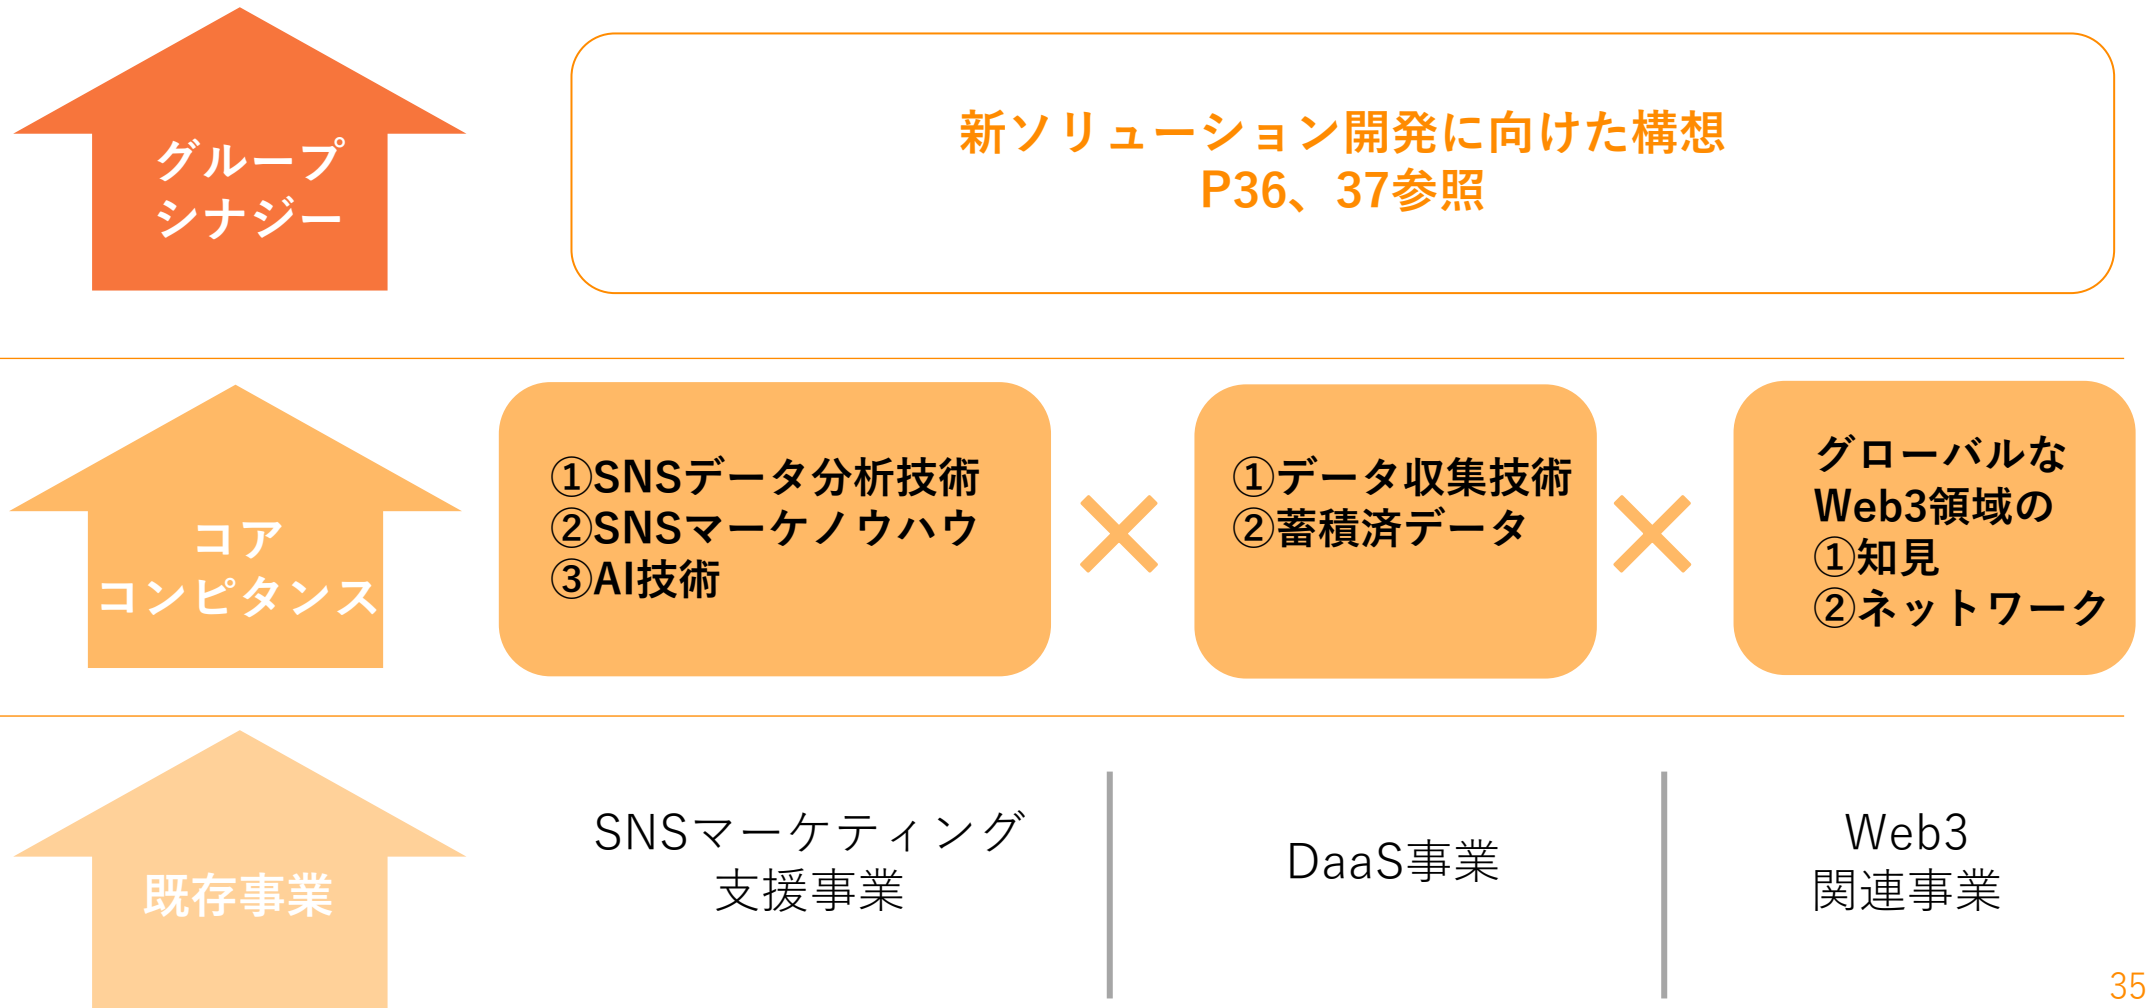 グループ
シナジー
新ソリューション開発に向けた構想
P36、37参照
コア
コンピタンス
①SNSデータ分析技術
②SNSマーケノウハウ
③AI技術
①データ収集技術
②蓄積済データ
グローバルな
Web3領域の
①知見
②ネットワーク
既存事業
SNSマーケティング
支援事業
DaaS事業
Web3
関連事業
35